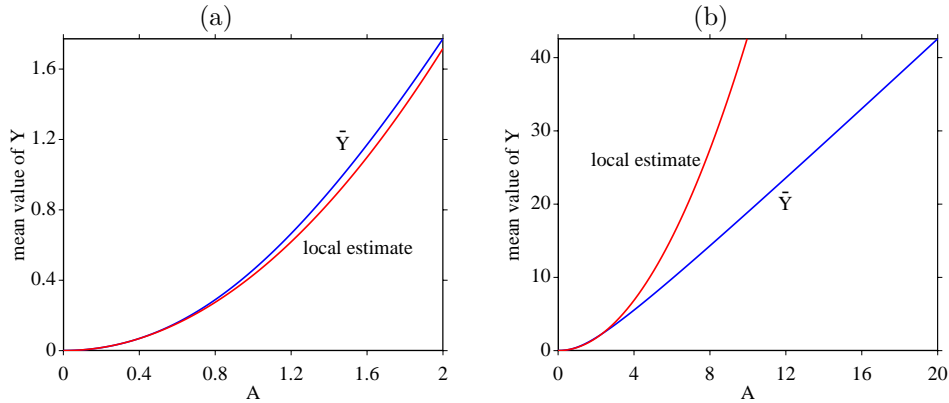 (a)
mean value of Y
1.6
1.2
0.8
0.4
0
0 0.4 0.8 1.2 1.6 2
A
Ȳ
local estimate
(b)
mean value of Y
40
30
20
10
0
0 4 8 12 16 20
A
local estimate
Ȳ